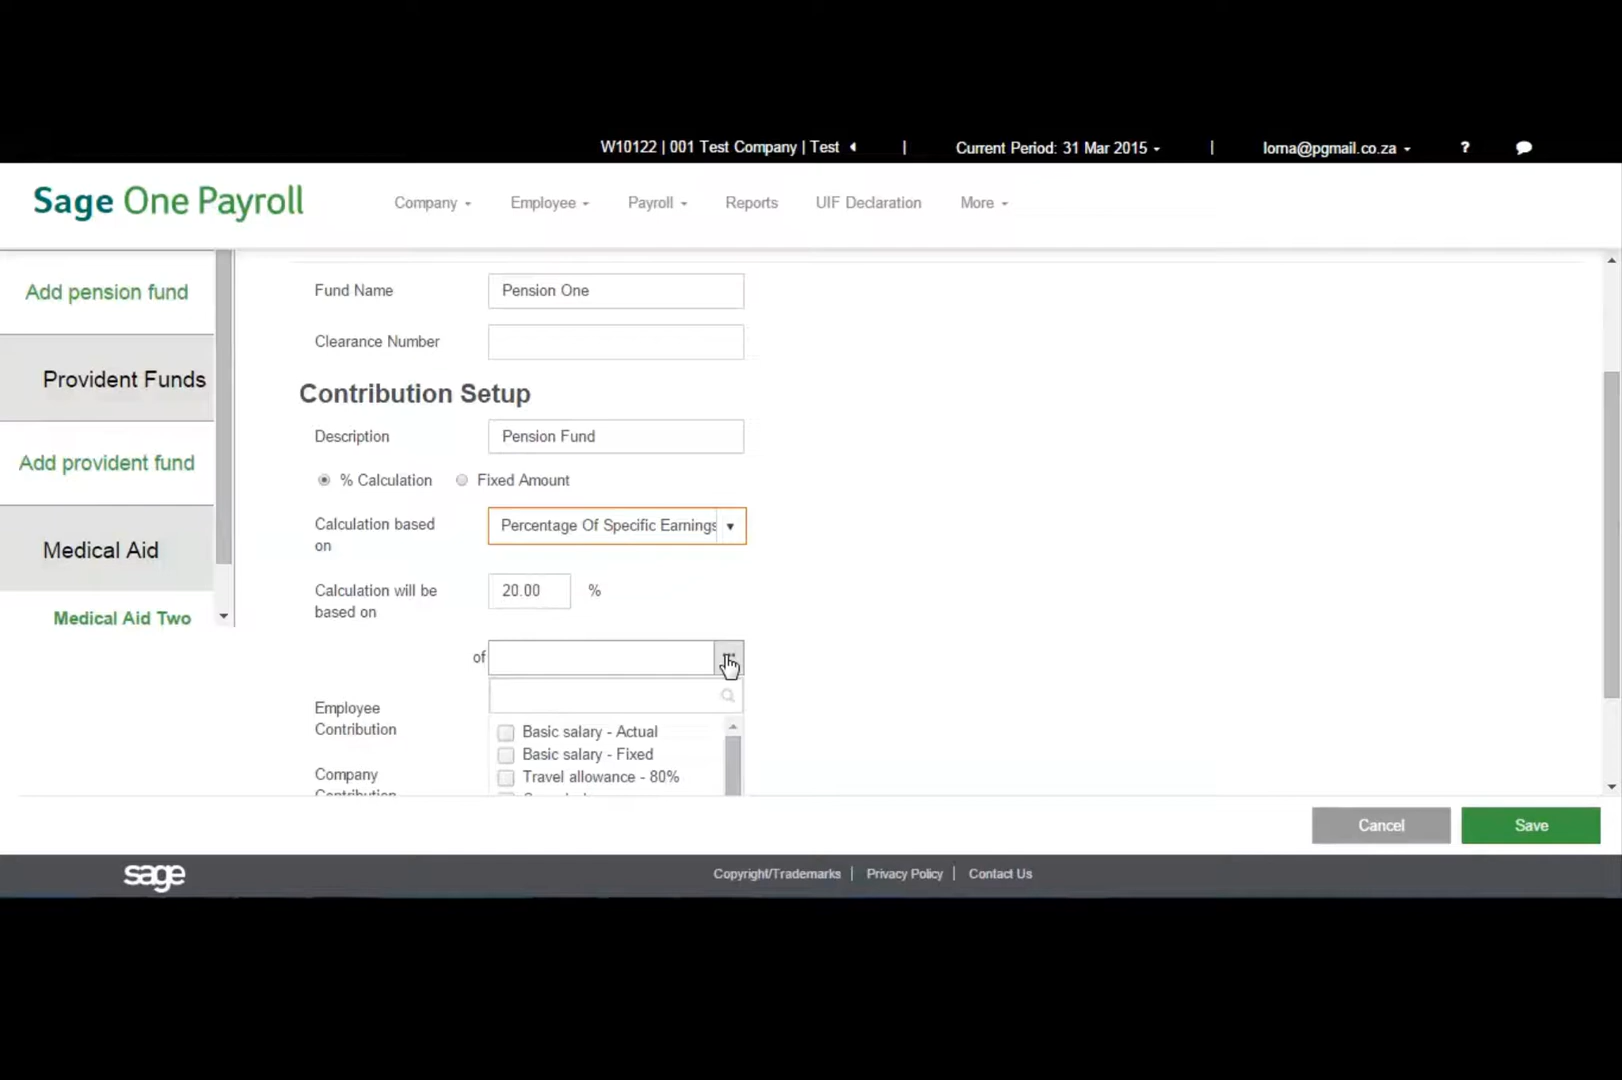 W10122 | 001 Test Company | Test | Current Period: 31 Mar 2015 | lorna@pgmail.co.za ?
Sage One Payroll Company Employee Payroll Reports UIF Declaration More
Add pension fund
Provident Funds
Add provident fund
Medical Aid
Medical Aid Two
Fund Name Pension One
Clearance Number
Contribution Setup
Description Pension Fund
% Calculation Fixed Amount
Calculation based on Percentage Of Specific Earnings
Calculation will be based on 20.00 %
of
Basic salary - Actual
Basic salary - Fixed
Travel allowance - 80%
Employee Contribution
Company Contribution
Cancel Save
sage Copyright/Trademarks | Privacy Policy | Contact Us